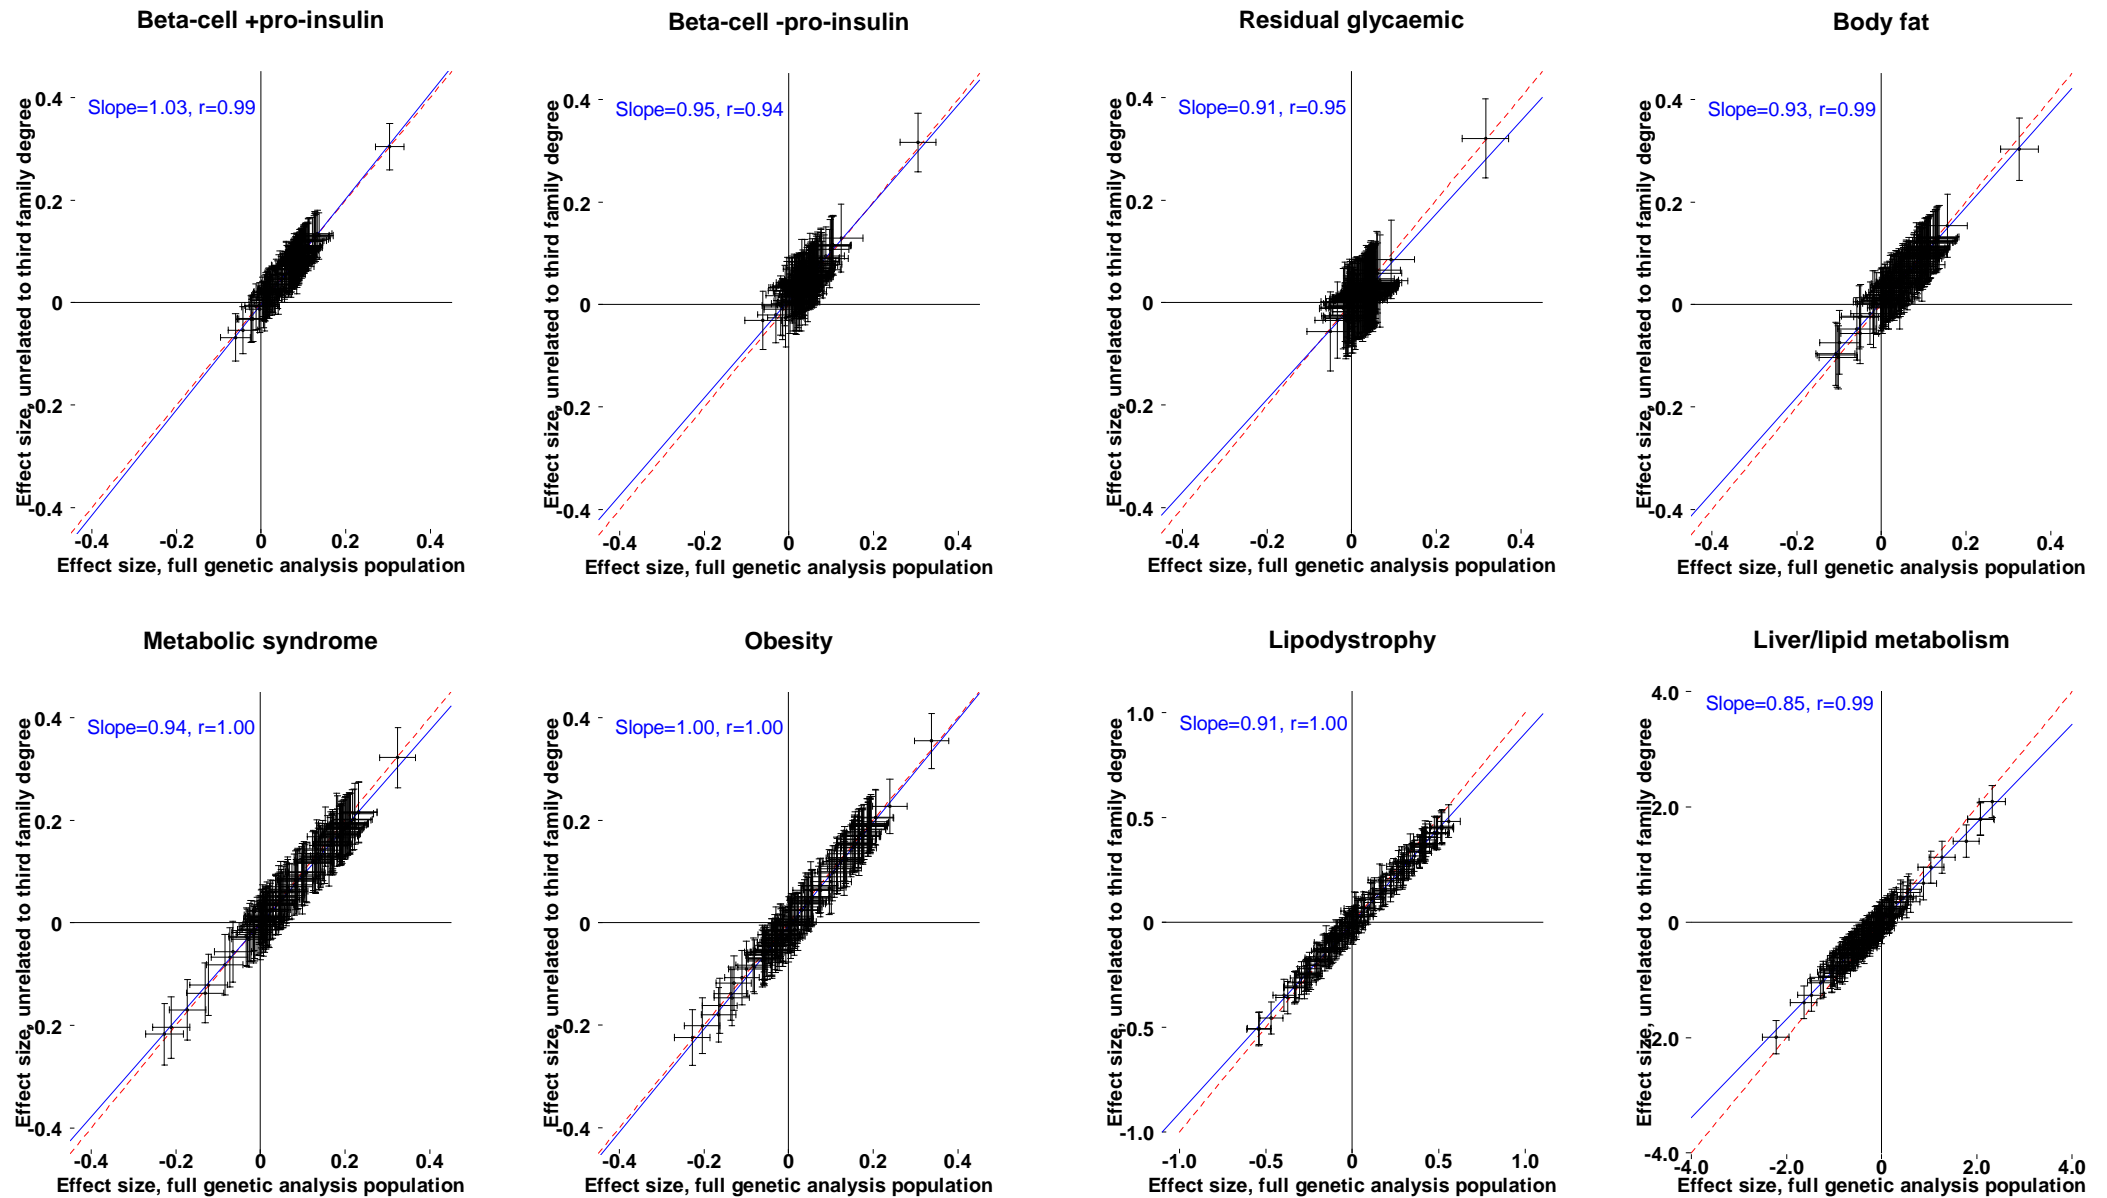 Beta-cell +pro-insulin
Effect size, unrelated to third family degree
Slope=1.03, r=0.99
0.4
0.2
0
-0.2
-0.4
-0.4 -0.2 0 0.2 0.4
Effect size, full genetic analysis population
Beta-cell -pro-insulin
Effect size, unrelated to third family degree
Slope=0.95, r=0.94
0.4
0.2
0
-0.2
-0.4
-0.4 -0.2 0 0.2 0.4
Effect size, full genetic analysis population
Residual glycaemic
Effect size, unrelated to third family degree
Slope=0.91, r=0.95
0.4
0.2
0
-0.2
-0.4
-0.4 -0.2 0 0.2 0.4
Effect size, full genetic analysis population
Body fat
Effect size, unrelated to third family degree
Slope=0.93, r=0.99
0.4
0.2
0
-0.2
-0.4
-0.4 -0.2 0 0.2 0.4
Effect size, full genetic analysis population
Metabolic syndrome
Effect size, unrelated to third family degree
Slope=0.94, r=1.00
0.4
0.2
0
-0.2
-0.4
-0.4 -0.2 0 0.2 0.4
Effect size, full genetic analysis population
Obesity
Effect size, unrelated to third family degree
Slope=1.00, r=1.00
0.4
0.2
0
-0.2
-0.4
-0.4 -0.2 0 0.2 0.4
Effect size, full genetic analysis population
Lipodystrophy
Effect size, unrelated to third family degree
Slope=0.91, r=1.00
1.0
0.5
0
-0.5
-1.0
-1.0 -0.5 0 0.5 1.0
Effect size, full genetic analysis population
Liver/lipid metabolism
Effect size, unrelated to third family degree
Slope=0.85, r=0.99
4.0
2.0
0
-2.0
-4.0
-4.0 -2.0 0 2.0 4.0
Effect size, full genetic analysis population